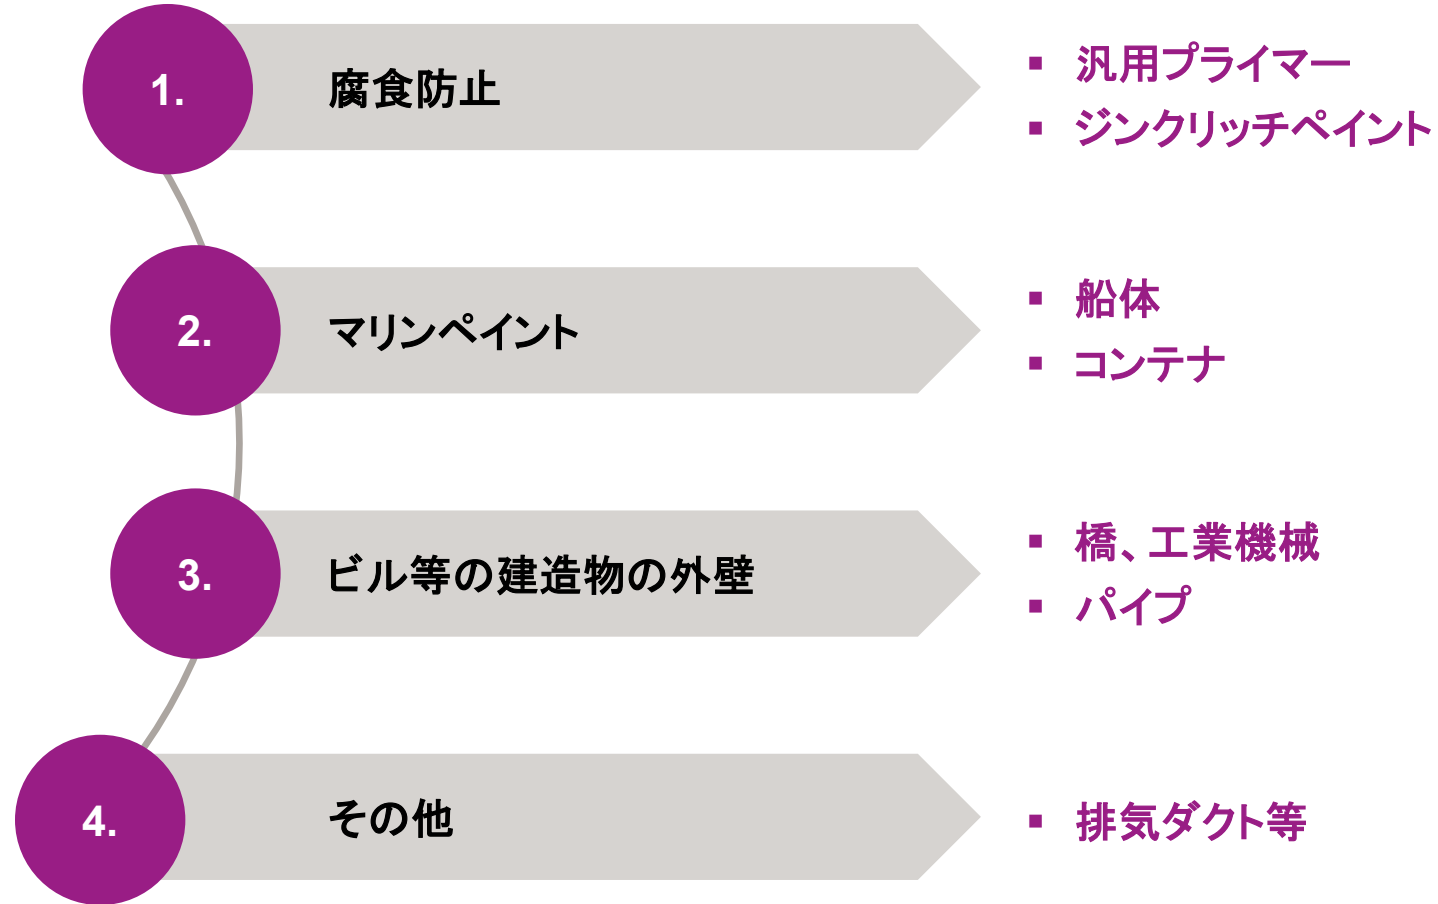 1.
腐食防止
▪ 汎用プライマー
▪ ジンクリッチペイント
2.
マリンペイント
▪ 船体
▪ コンテナ
3.
ビル等の建造物の外壁
▪ 橋、工業機械
▪ パイプ
4.
その他
▪ 排気ダクト等